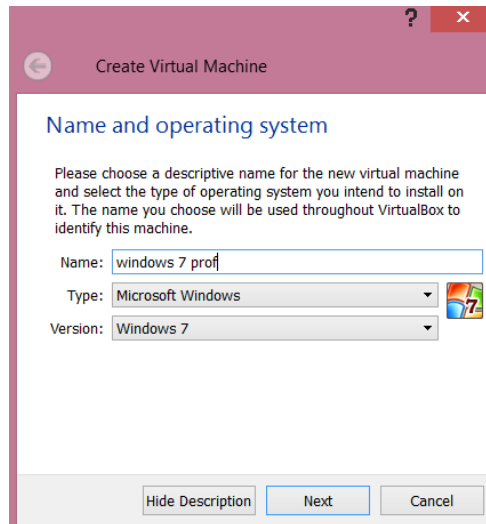 ? ×
Create Virtual Machine
Name and operating system
Please choose a descriptive name for the new virtual machine
and select the type of operating system you intend to install on
it. The name you choose will be used throughout VirtualBox to
identify this machine.
Name: windows 7 prof
Type: Microsoft Windows
7
Version: Windows 7
Hide Description Next Cancel